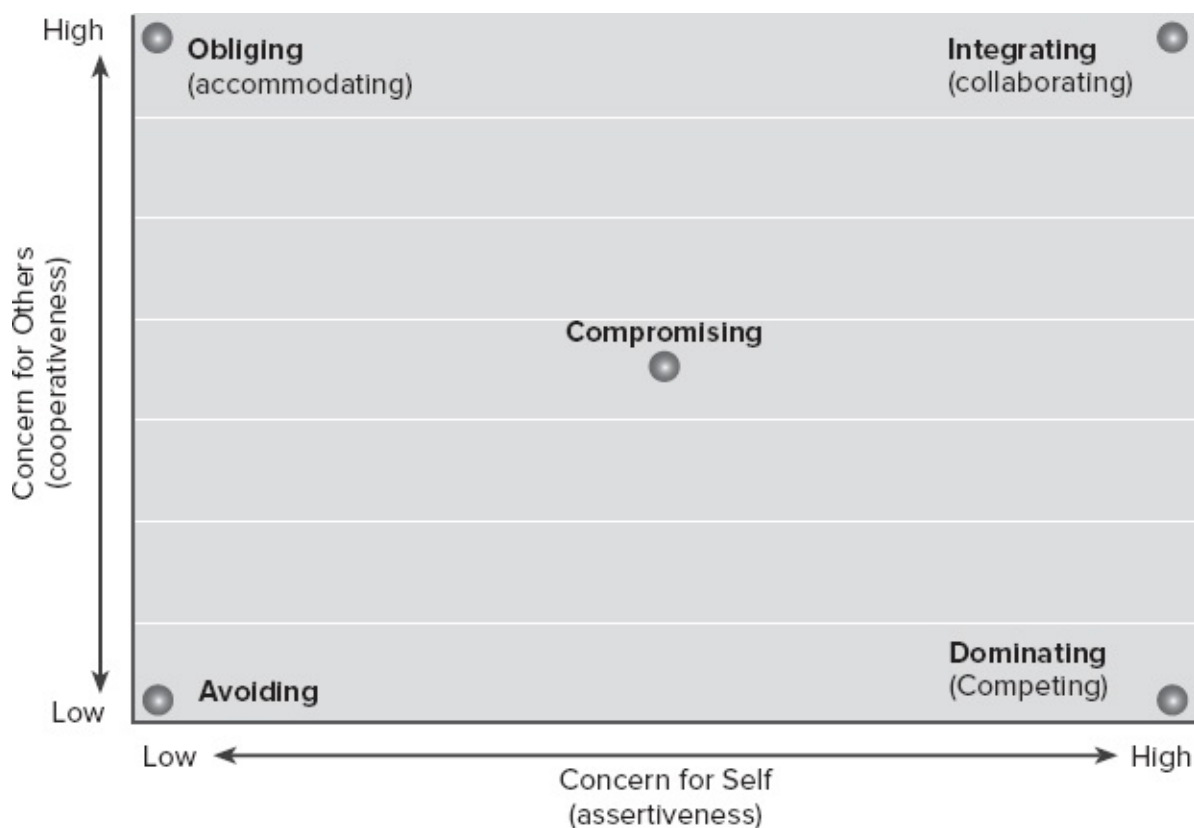 High
Obliging
(accommodating)
Integrating
(collaborating)
Concern for Others
(cooperativeness)
Compromising
Dominating
(Competing)
Avoiding
Low
Low
High
Concern for Self
(assertiveness)